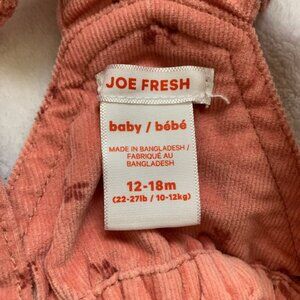 JOE FRESH
baby / bébé
MADE IN BANGLADESH /
FABRIQUÉ AU
BANGLADESH
12-18m
(22-27lb / 10-12kg)